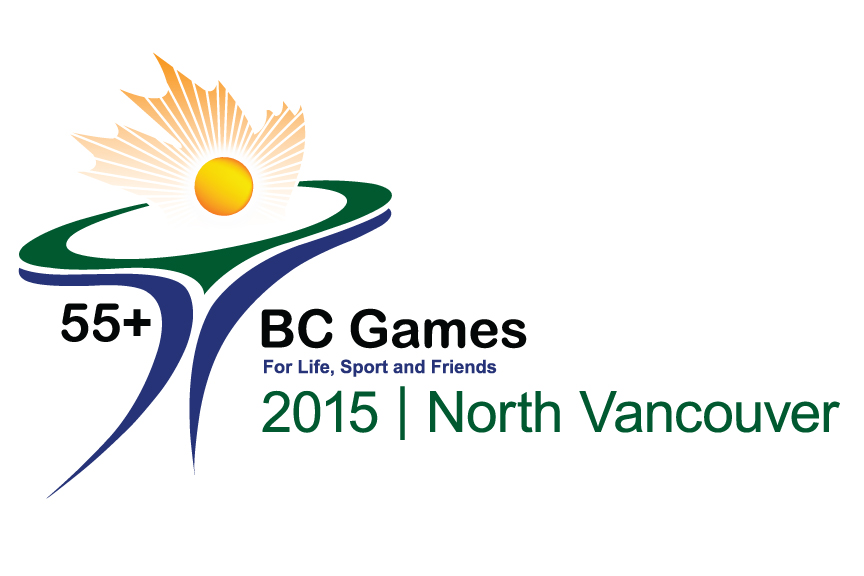 55+ BC Games
For Life, Sport and Friends
2015 | North Vancouver